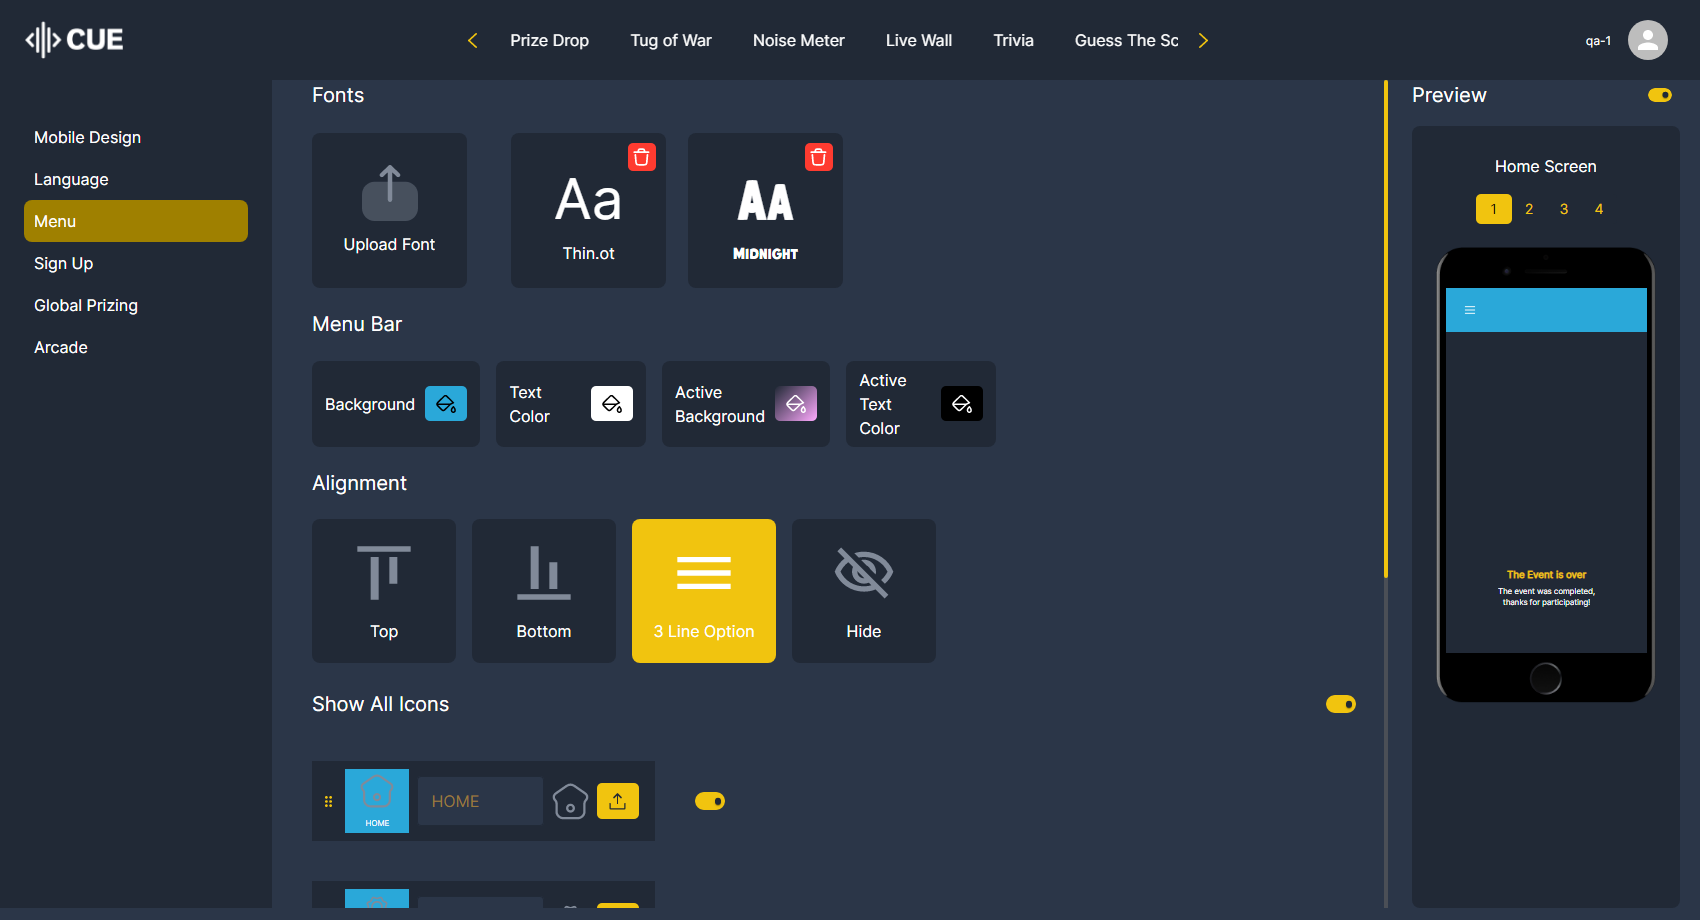 CUE
Prize Drop
Tug of War
Noise Meter
Live Wall
Trivia
Guess The Sc
qa-1
Mobile Design
Language
Menu
Sign Up
Global Prizing
Arcade
Fonts
Upload Font
Aa
Thin.ot
AA
MIDNIGHT
Menu Bar
Background
Text
Color
Active
Background
Active
Text
Color
Alignment
Top
Bottom
3 Line Option
Hide
Show All Icons
HOME
HOME
Preview
Home Screen
1 2 3 4
The Event is over
The event was completed,
thanks for participating!